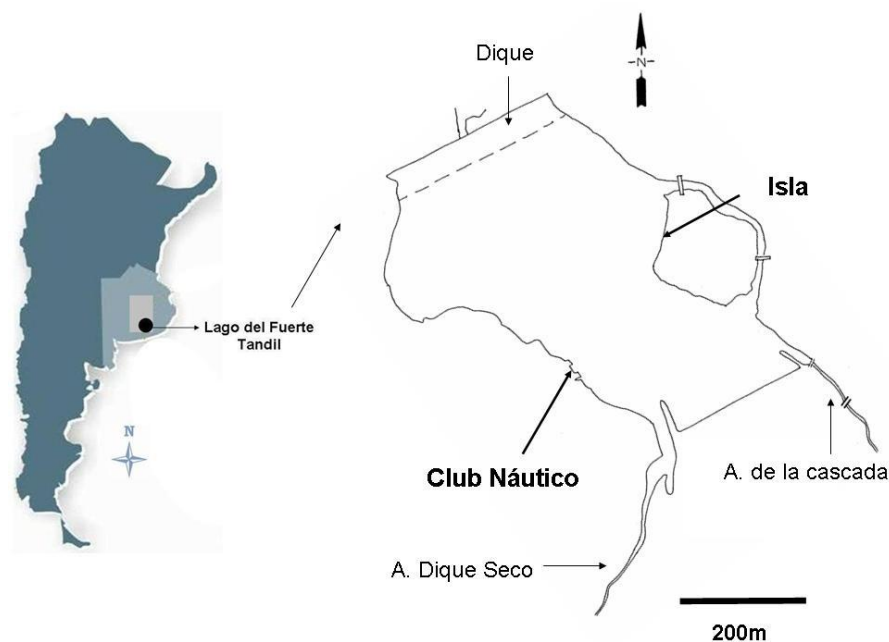 Dique
N
Isla
Lago del Fuerte
Tandil
N
Club Náutico
A. de la cascada
A. Dique Seco
200m